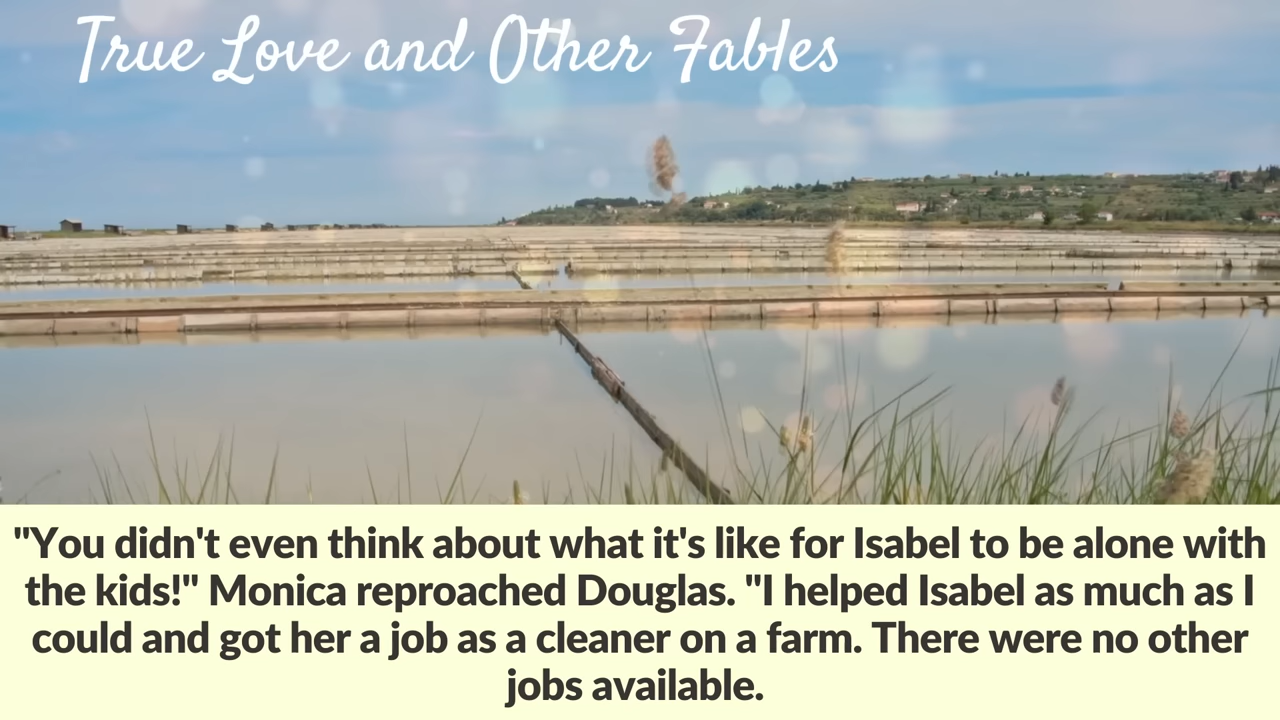 True Love and Other Fables
"You didn't even think about what it's like for Isabel to be alone with
the kids!" Monica reproached Douglas. "I helped Isabel as much as I
could and got her a job as a cleaner on a farm. There were no other
jobs available.